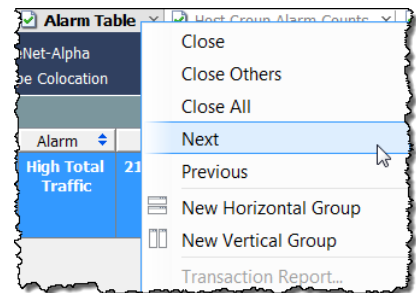 Alarm Table
Host Group Alarm Counts
Net-Alpha
Colocation
Close
Close Others
Close All
Next
Previous
New Horizontal Group
New Vertical Group
Transaction Report...
Alarm
High Total
Traffic
21